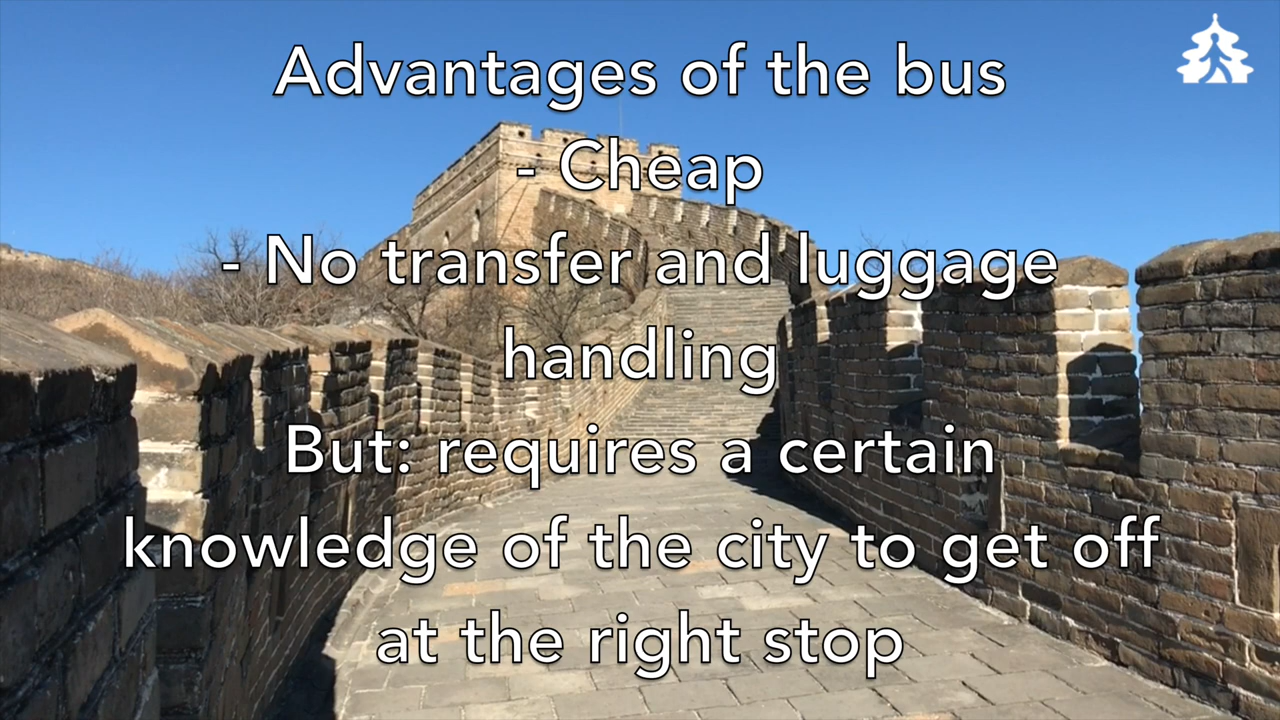 Advantages of the bus
- Cheap
- No transfer and luggage
handling
But: requires a certain
knowledge of the city to get off
at the right stop